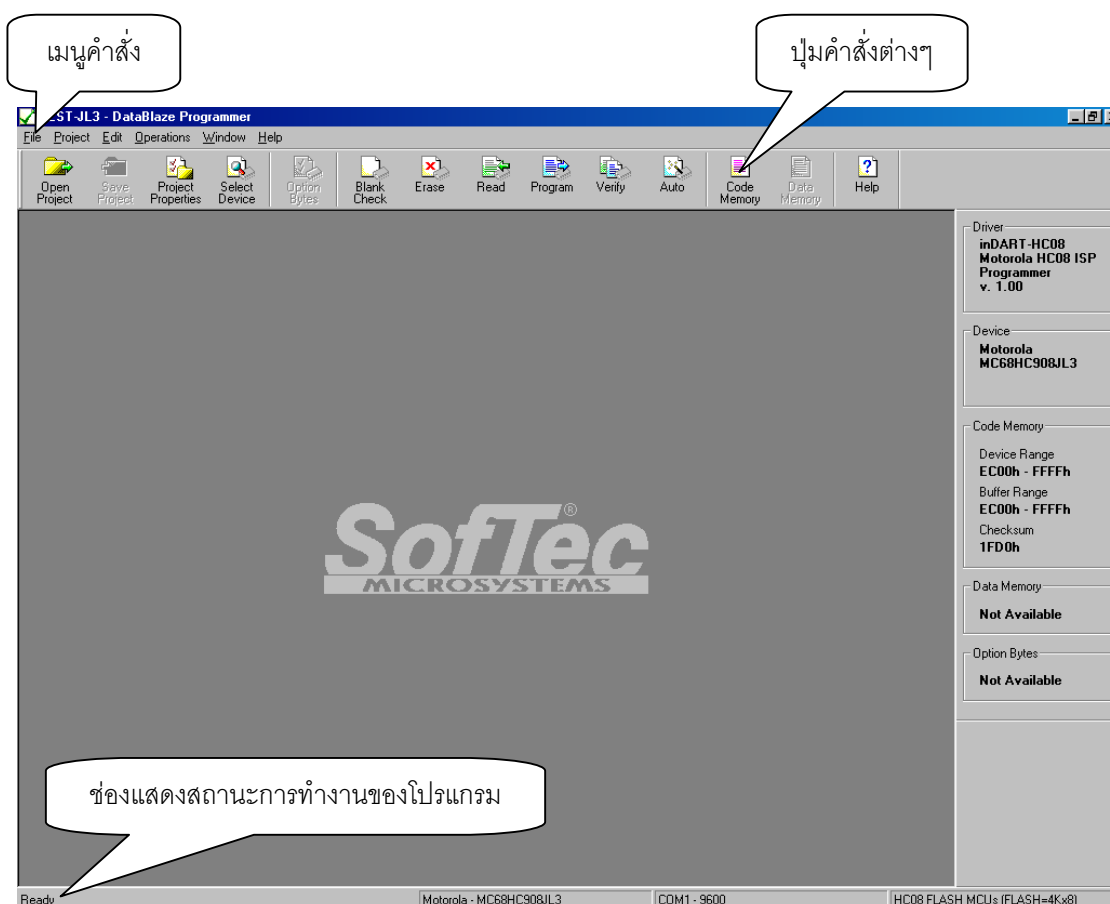 เมนูคำสั่ง
ปุ่มคำสั่งต่างๆ
EST-JL3 - DataBlaze Programmer
File Project Edit Operations Window Help
Open Project
Save Project
Project Properties
Select Device
Option Bytes
Blank Check
Erase
Read
Program
Verify
Auto
Code Memory
Data Memory
Help
Driver
inDART-HC08
Motorola HC08 ISP
Programmer
v. 1.00
Device
Motorola
MC68HC908JL3
Code Memory
Device Range
EC00h - FFFFh
Buffer Range
EC00h - FFFFh
Checksum
1FD0h
Data Memory
Not Available
Option Bytes
Not Available
SofTec®
MICROSYSTEMS
ช่องแสดงสถานะการทำงานของโปรแกรม
Ready
Motorola - MC68HC908JL3
COM1 - 9600
HC08 FLASH MCUs (FLASH=4Kx8)